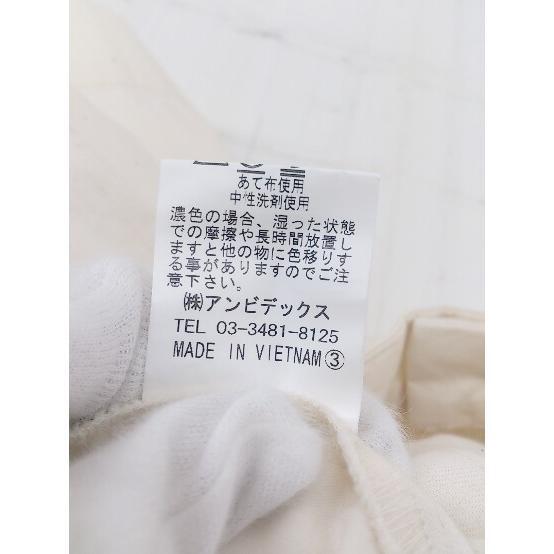 あて布使用
中性洗剤使用
濃色の場合、湿った状態
での摩擦や長時間放置し
ますと他の物に色移りす
る事がありますのでご注
意下さい。
㈱アンビデックス
TEL 03-3481-8125
MADE IN VIETNAM③